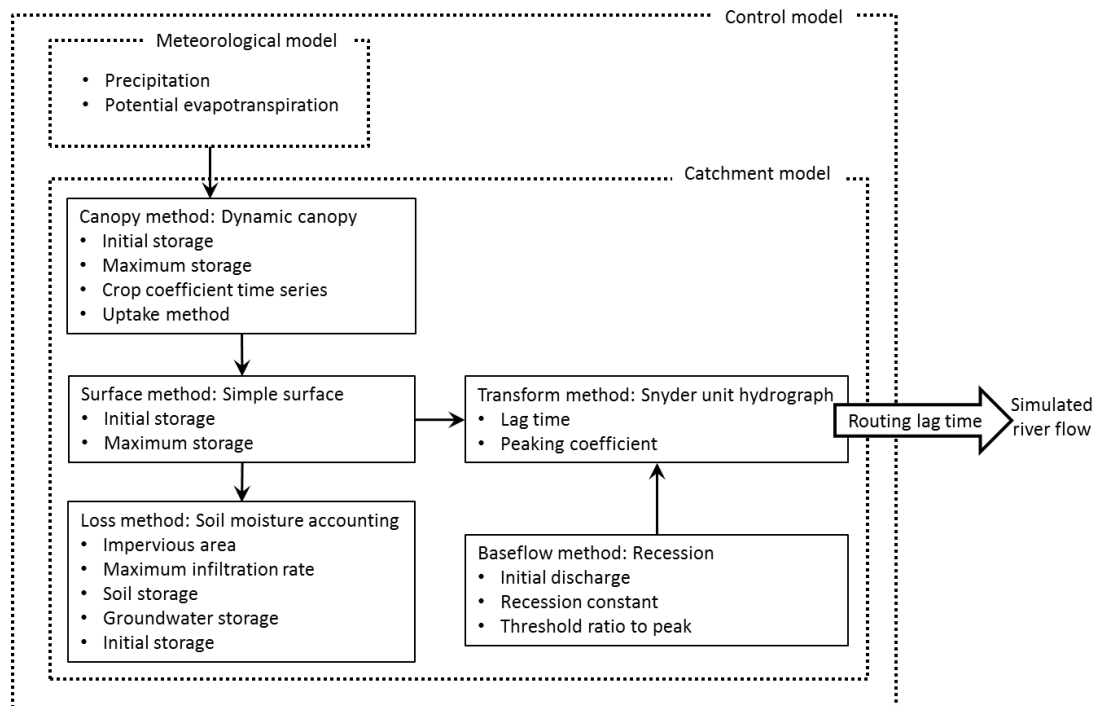 Control model
Meteorological model
• Precipitation
• Potential evapotranspiration
Catchment model
Canopy method: Dynamic canopy
• Initial storage
• Maximum storage
• Crop coefficient time series
• Uptake method
Surface method: Simple surface
• Initial storage
• Maximum storage
Transform method: Snyder unit hydrograph
• Lag time
• Peaking coefficient
Routing lag time
Simulated
river flow
Loss method: Soil moisture accounting
• Impervious area
• Maximum infiltration rate
• Soil storage
• Groundwater storage
• Initial storage
Baseflow method: Recession
• Initial discharge
• Recession constant
• Threshold ratio to peak